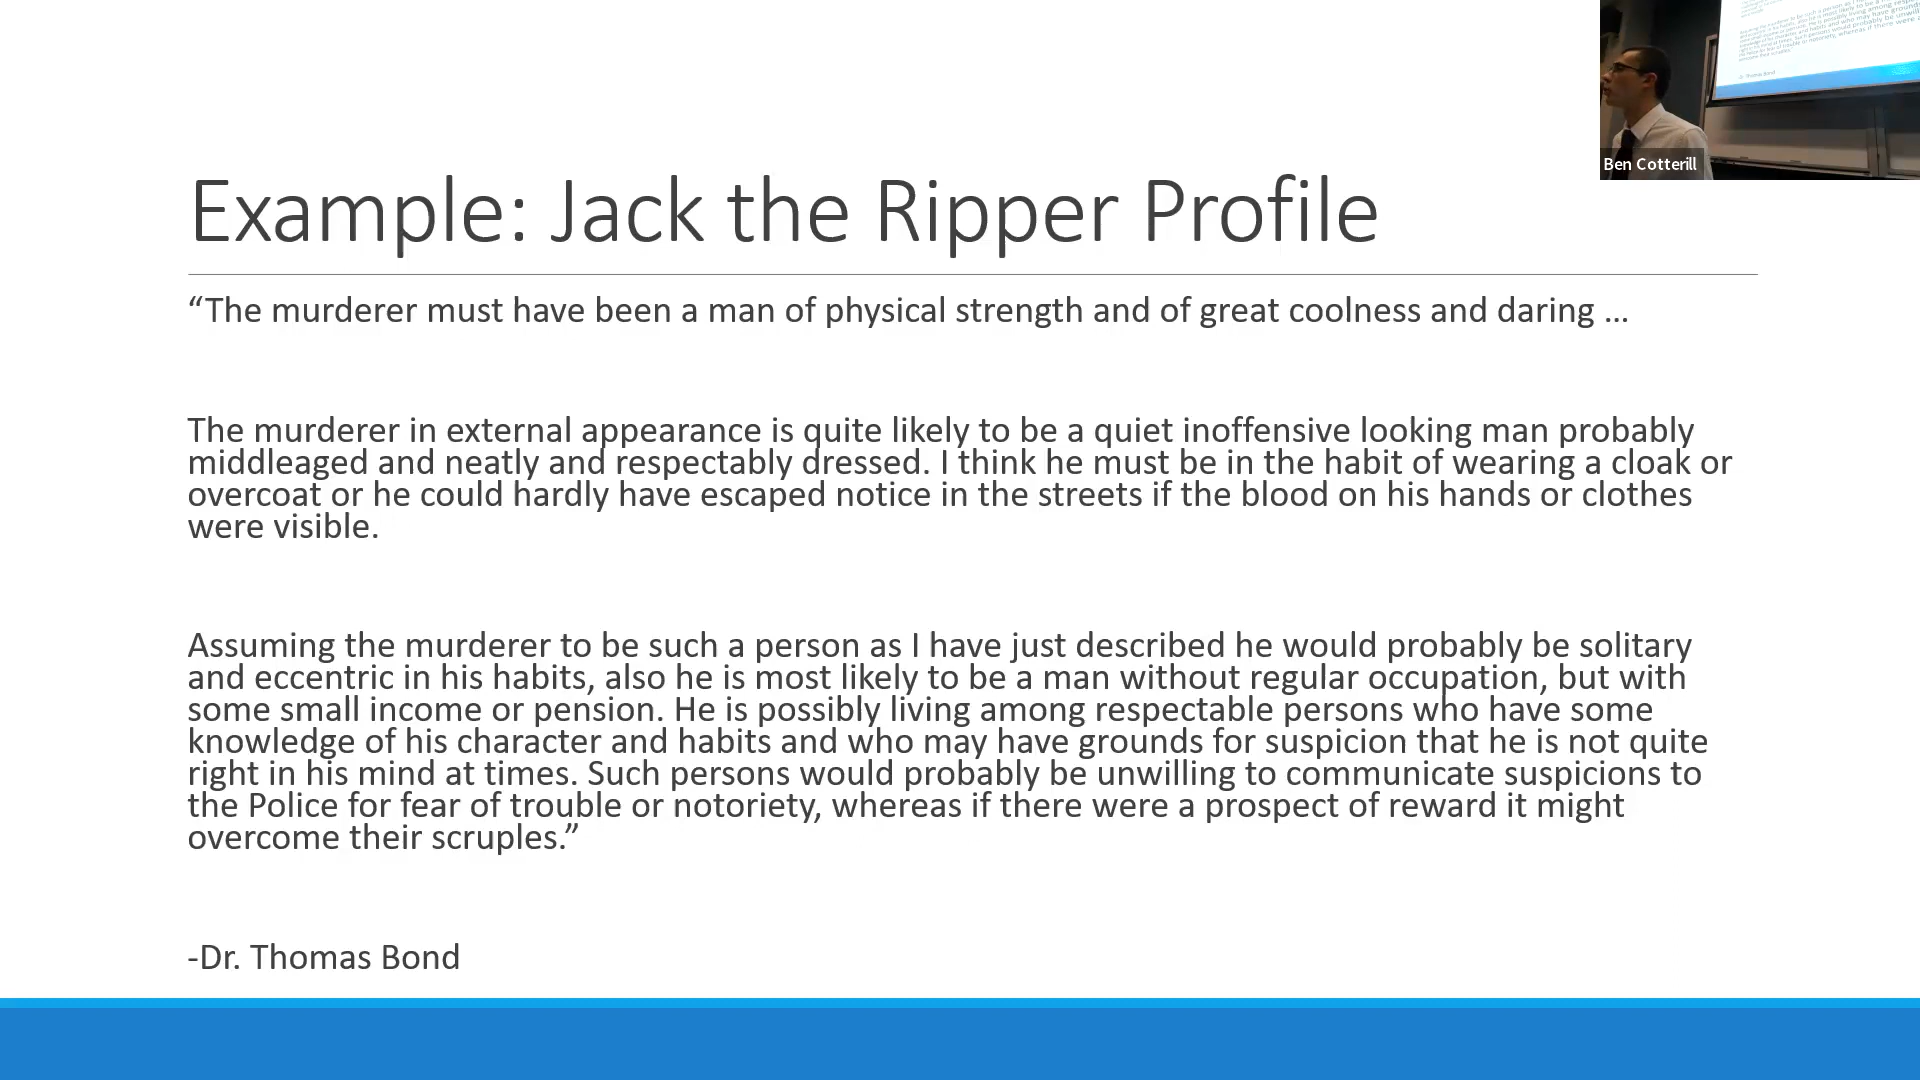 Ben Cotterill
Example: Jack the Ripper Profile
“The murderer must have been a man of physical strength and of great coolness and daring …
The murderer in external appearance is quite likely to be a quiet inoffensive looking man probably
middleaged and neatly and respectably dressed. I think he must be in the habit of wearing a cloak or
overcoat or he could hardly have escaped notice in the streets if the blood on his hands or clothes
were visible.
Assuming the murderer to be such a person as I have just described he would probably be solitary
and eccentric in his habits, also he is most likely to be a man without regular occupation, but with
some small income or pension. He is possibly living among respectable persons who have some
knowledge of his character and habits and who may have grounds for suspicion that he is not quite
right in his mind at times. Such persons would probably be unwilling to communicate suspicions to
the Police for fear of trouble or notoriety, whereas if there were a prospect of reward it might
overcome their scruples.”
-Dr. Thomas Bond